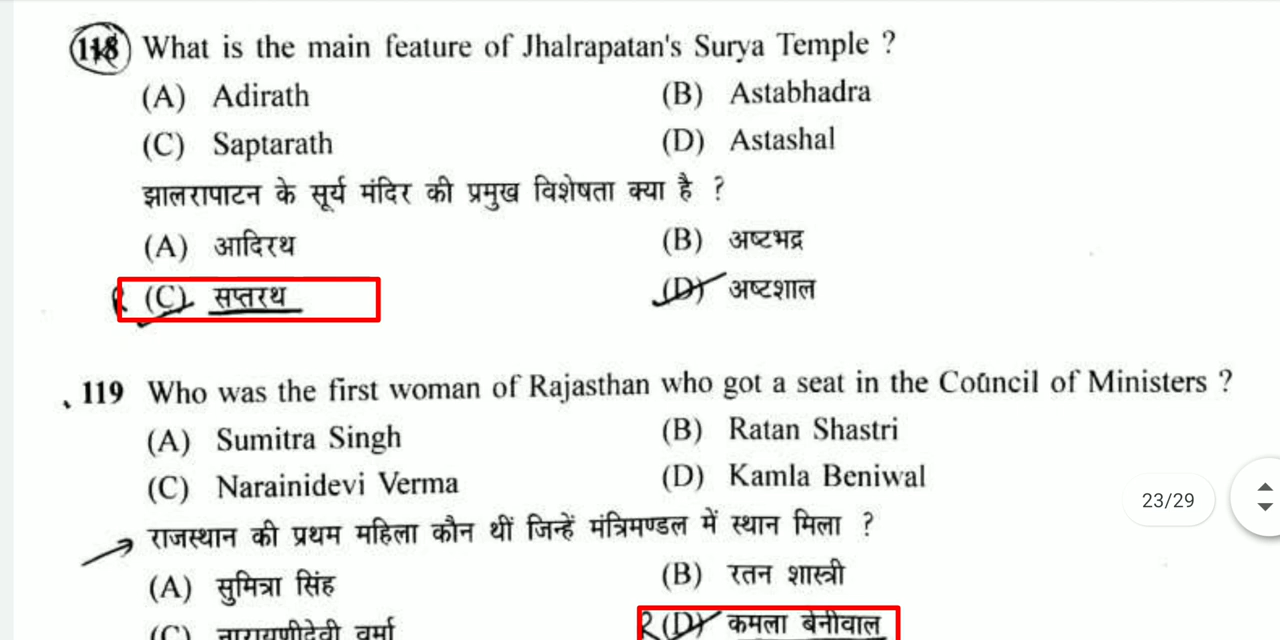 118 What is the main feature of Jhalrapatan's Surya Temple ?
(A) Adirath (B) Astabhadra
(C) Saptarath (D) Astashal
झालरापाटन के सूर्य मंदिर की प्रमुख विशेषता क्या है ?
(A) आदिरथ (B) अष्टभद्र
(C) सप्तरथ (D) अष्टशाल
119 Who was the first woman of Rajasthan who got a seat in the Council of Ministers ?
(A) Sumitra Singh (B) Ratan Shastri
(C) Narainidevi Verma (D) Kamla Beniwal
23/29
राजस्थान की प्रथम महिला कौन थीं जिन्हें मंत्रिमण्डल में स्थान मिला ?
(A) सुमित्रा सिंह (B) रतन शास्त्री
(C) नारायणीदेवी वर्मा (D) कमला बेनीवाल